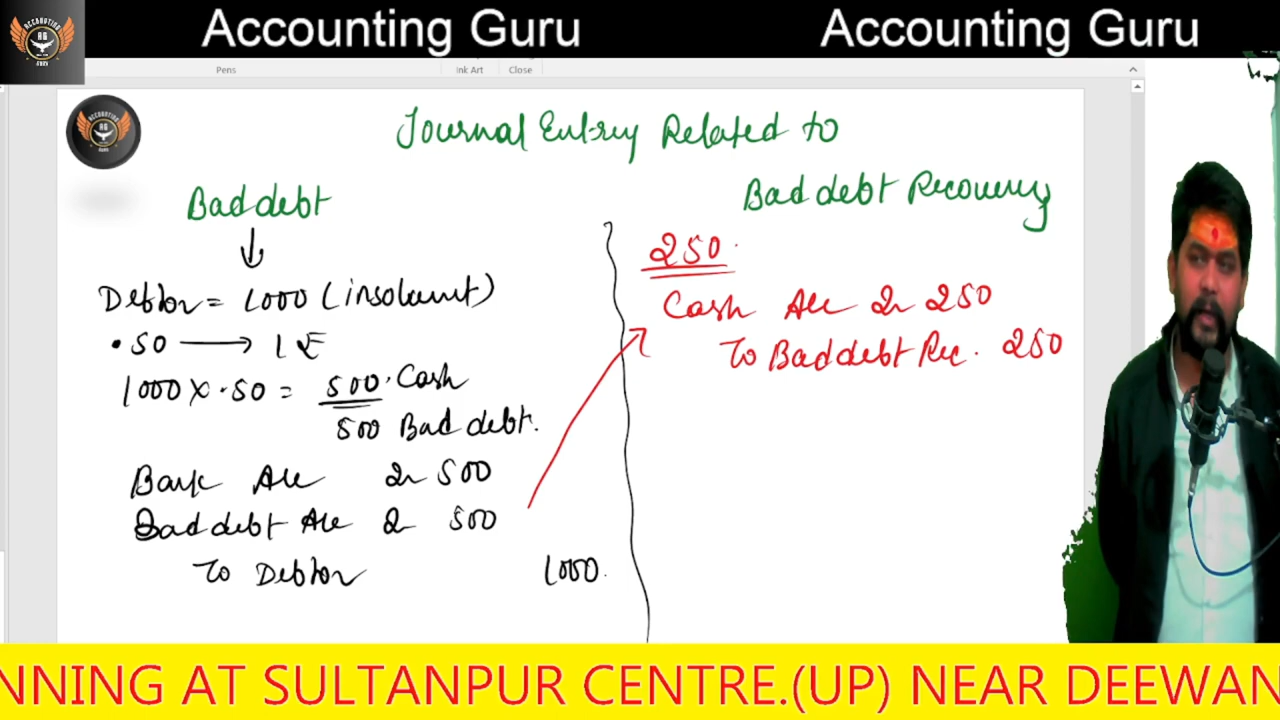 Accounting Guru
Accounting Guru
Pens
Ink Art
Close
Journal Entry Related to
Bad debt
Bad debt Recovery
Debtor = 1000 (insolvent)
.50 → 1 ₹
1000 × .50 = 500 . Cash
500 Bad debt.
Bank A/c Dr 500
Bad debt A/c Dr 500
To Debtor 1000.
250.
Cash A/c Dr 250
To Bad debt Rec. 250
NNING AT SULTANPUR CENTRE.(UP) NEAR DEEWAN